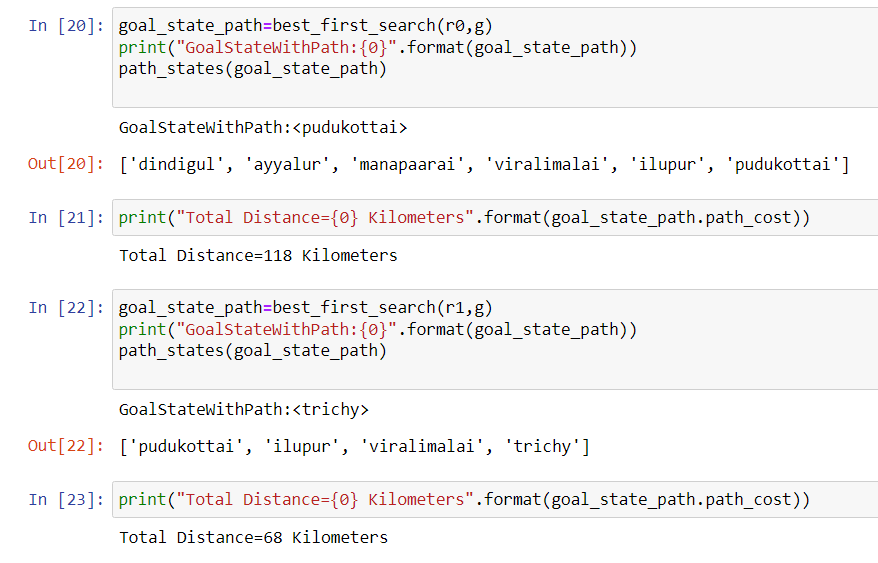 In [20]: goal_state_path=best_first_search(r0,g)
print("GoalStateWithPath:{0}".format(goal_state_path))
path_states(goal_state_path)
GoalStateWithPath:<pudukottai>
Out[20]: ['dindigul', 'ayyalur', 'manapaarai', 'viralimalai', 'ilupur', 'pudukottai']
In [21]: print("Total Distance={0} Kilometers".format(goal_state_path.path_cost))
Total Distance=118 Kilometers
In [22]: goal_state_path=best_first_search(r1,g)
print("GoalStateWithPath:{0}".format(goal_state_path))
path_states(goal_state_path)
GoalStateWithPath:<trichy>
Out[22]: ['pudukottai', 'ilupur', 'viralimalai', 'trichy']
In [23]: print("Total Distance={0} Kilometers".format(goal_state_path.path_cost))
Total Distance=68 Kilometers